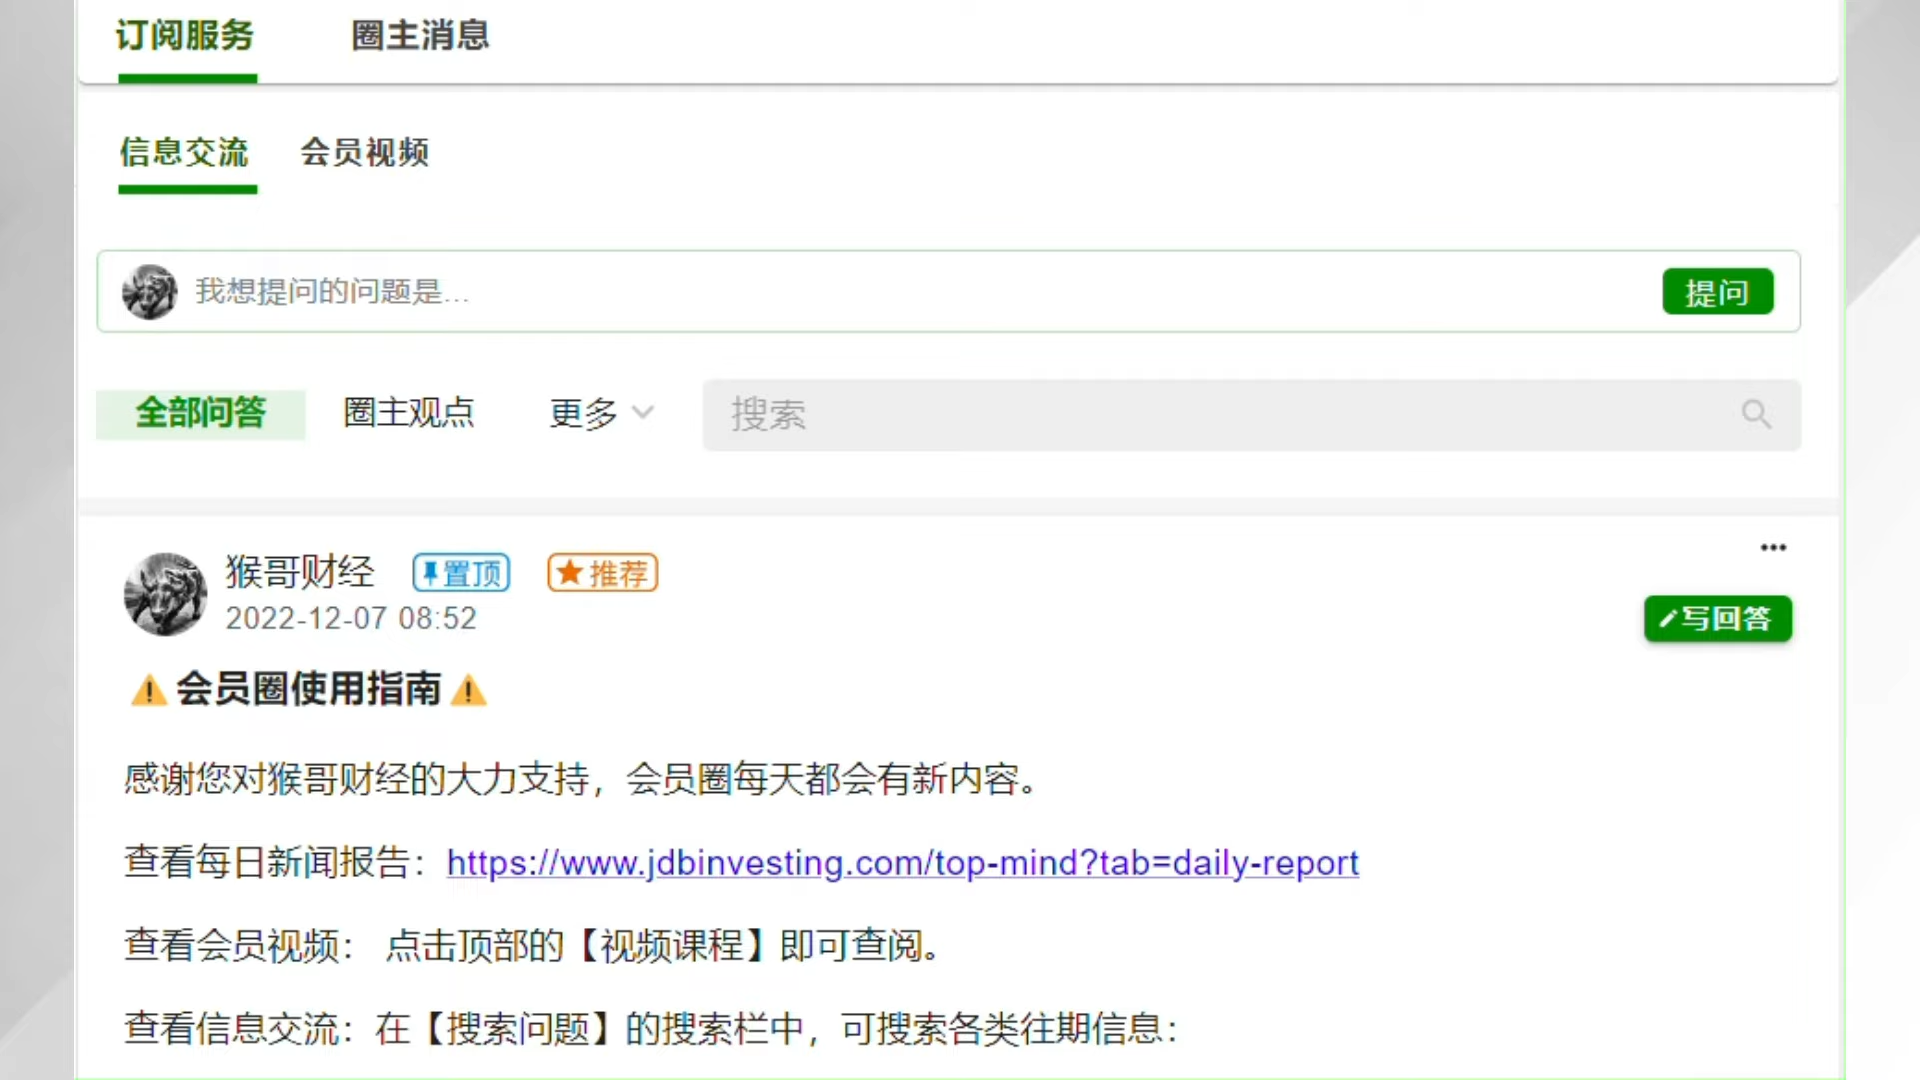 订阅服务 圈主消息
信息交流 会员视频
我想提问的问题是... 提问
全部问答 圈主观点 更多 搜索
猴哥财经 置顶 推荐
2022-12-07 08:52
写回答
会员圈使用指南
感谢您对猴哥财经的大力支持，会员圈每天都会有新内容。
查看每日新闻报告：https://www.jdbinvesting.com/top-mind?tab=daily-report
查看会员视频： 点击顶部的【视频课程】即可查阅。
查看信息交流：在【搜索问题】的搜索栏中，可搜索各类往期信息：